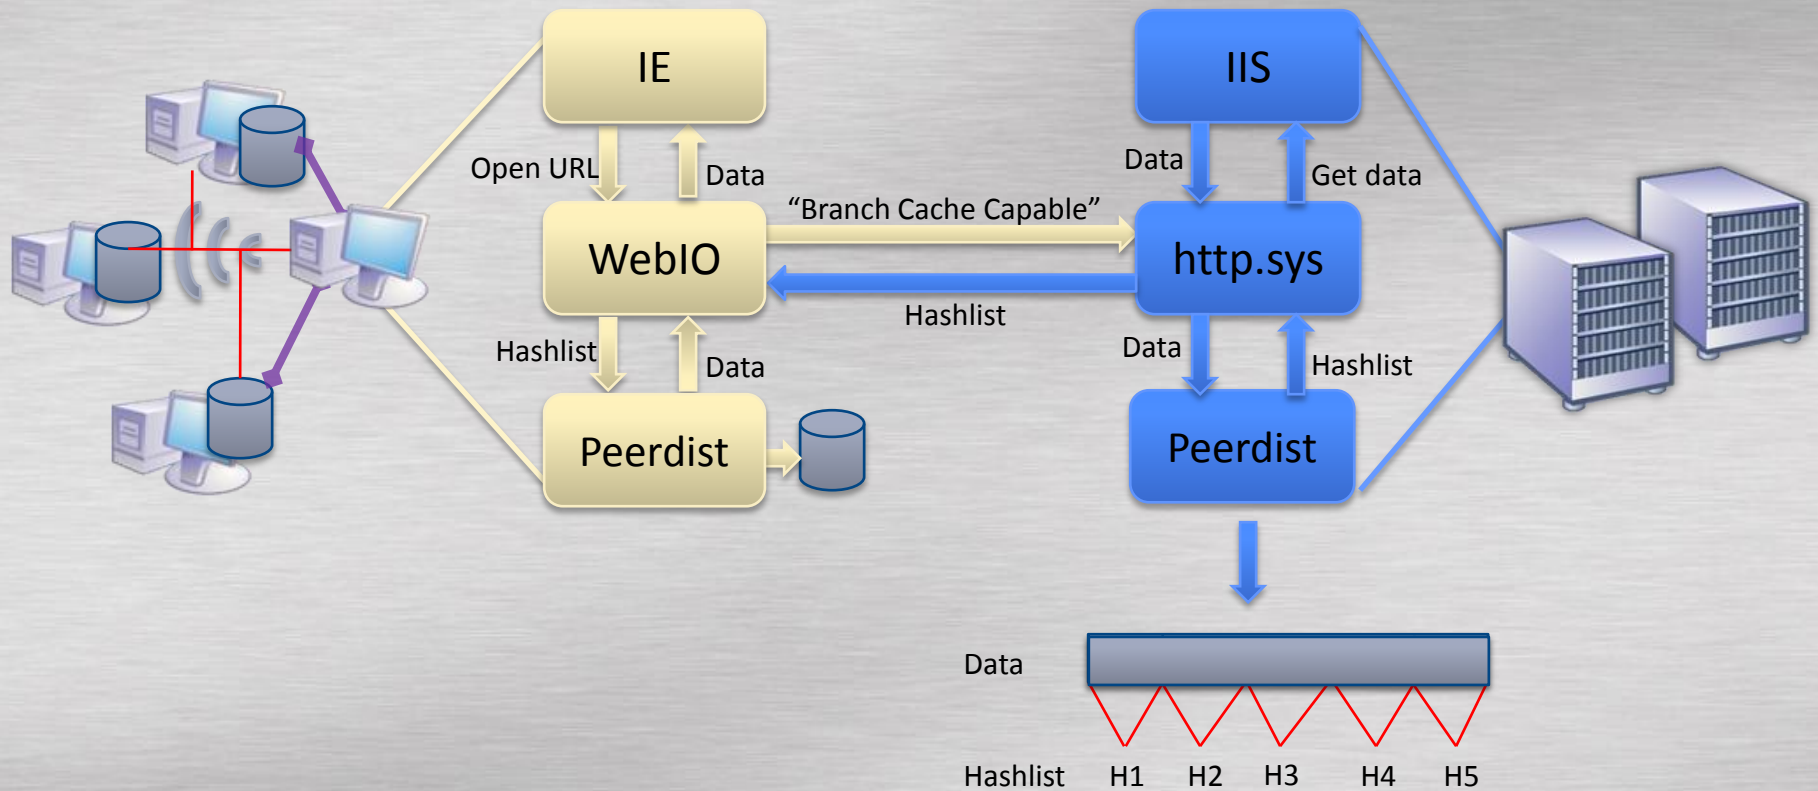 IE
IIS
Open URL
Data
Data
Get data
"Branch Cache Capable"
WebIO
http.sys
Hashlist
Hashlist
Data
Data
Hashlist
Peerdist
Peerdist
Data
Hashlist H1 H2 H3 H4 H5